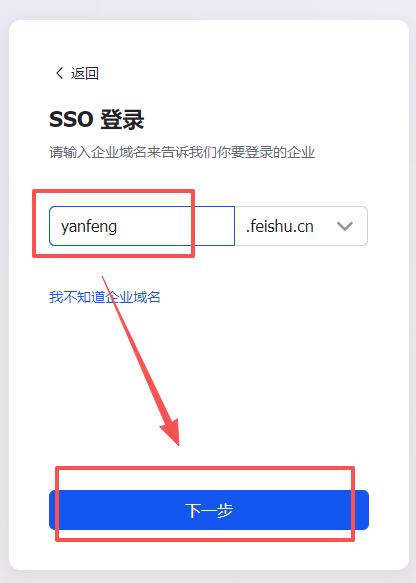 返回
SSO 登录
请输入企业域名来告诉我们你要登录的企业
yanfeng .feishu.cn
我不知道企业域名
下一步